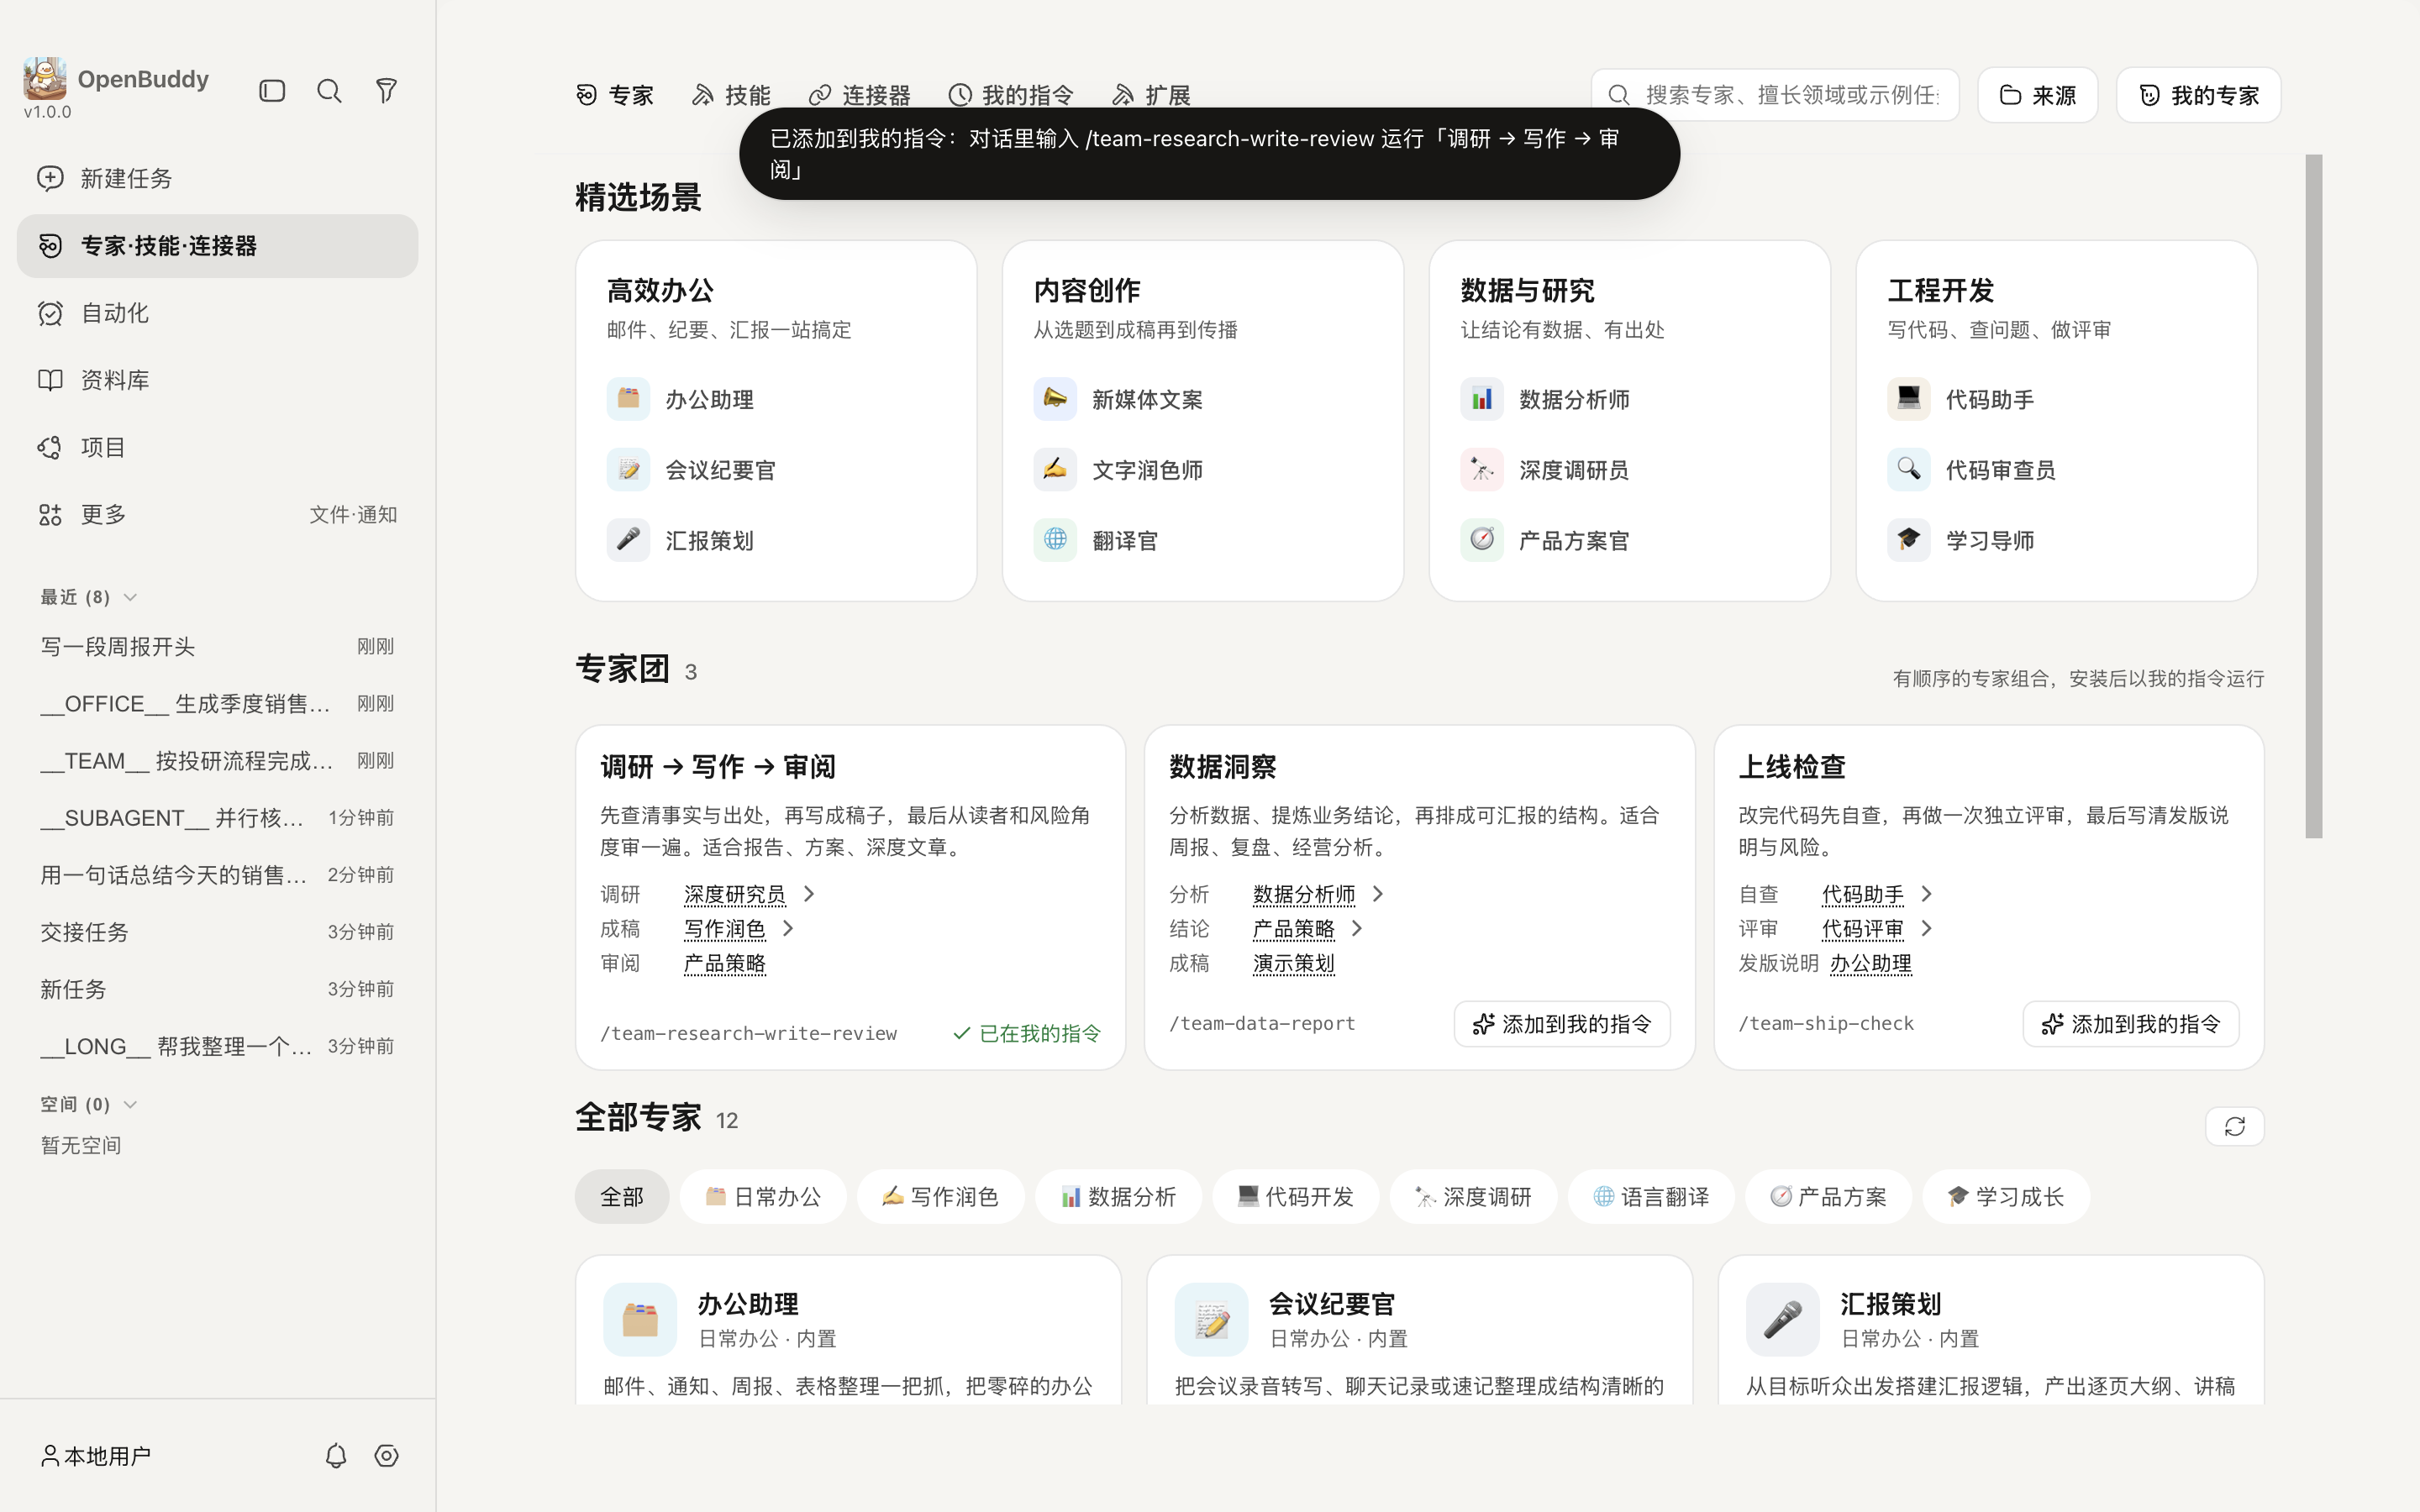 OpenBuddy
v1.0.0
新建任务
专家·技能·连接器
自动化
资料库
项目
更多 文件·通知
最近 (8)
写一段周报开头 刚刚
__OFFICE__ 生成季度销售… 刚刚
__TEAM__ 按投研流程完成… 刚刚
__SUBAGENT__ 并行核… 1分钟前
用一句话总结今天的销售… 2分钟前
交接任务 3分钟前
新任务 3分钟前
__LONG__ 帮我整理一个… 3分钟前
空间 (0)
暂无空间
本地用户
专家 技能 连接器 我的指令 扩展
搜索专家、擅长领域或示例任 来源 我的专家
已添加到我的指令：对话里输入 /team-research-write-review 运行「调研 → 写作 → 审
阅」
精选场景
高效办公
邮件、纪要、汇报一站搞定
办公助理
会议纪要官
汇报策划
内容创作
从选题到成稿再到传播
新媒体文案
文字润色师
翻译官
数据与研究
让结论有数据、有出处
数据分析师
深度调研员
产品方案官
工程开发
写代码、查问题、做评审
代码助手
代码审查员
学习导师
专家团 3
有顺序的专家组合，安装后以我的指令运行
调研 → 写作 → 审阅
先查清事实与出处，再写成稿子，最后从读者和风险角
度审一遍。适合报告、方案、深度文章。
调研 深度研究员
成稿 写作润色
审阅 产品策略
/team-research-write-review 已在我的指令
数据洞察
分析数据、提炼业务结论，再排成可汇报的结构。适合
周报、复盘、经营分析。
分析 数据分析师
结论 产品策略
成稿 演示策划
/team-data-report 添加到我的指令
上线检查
改完代码先自查，再做一次独立评审，最后写清发版说
明与风险。
自查 代码助手
评审 代码评审
发版说明 办公助理
/team-ship-check 添加到我的指令
全部专家 12
全部 日常办公 写作润色 数据分析 代码开发 深度调研 语言翻译 产品方案 学习成长
办公助理
日常办公 · 内置
邮件、通知、周报、表格整理一把抓，把零碎的办公
会议纪要官
日常办公 · 内置
把会议录音转写、聊天记录或速记整理成结构清晰的
汇报策划
日常办公 · 内置
从目标听众出发搭建汇报逻辑，产出逐页大纲、讲稿